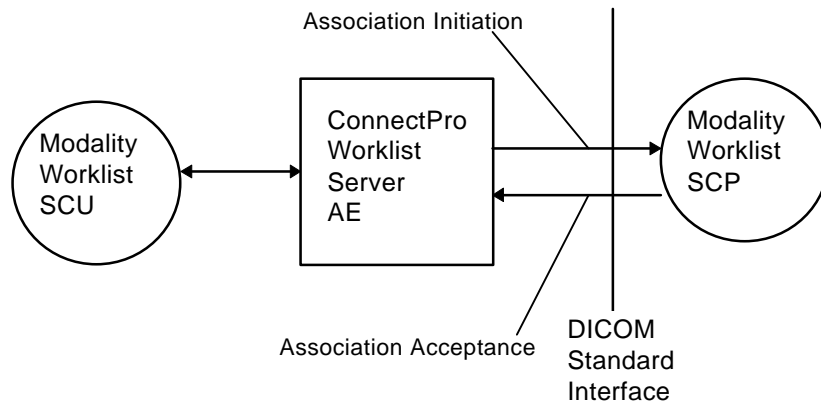 Association Initiation
Modality
Worklist
SCU
ConnectPro
Worklist
Server
AE
Modality
Worklist
SCP
Association Acceptance
DICOM
Standard
Interface